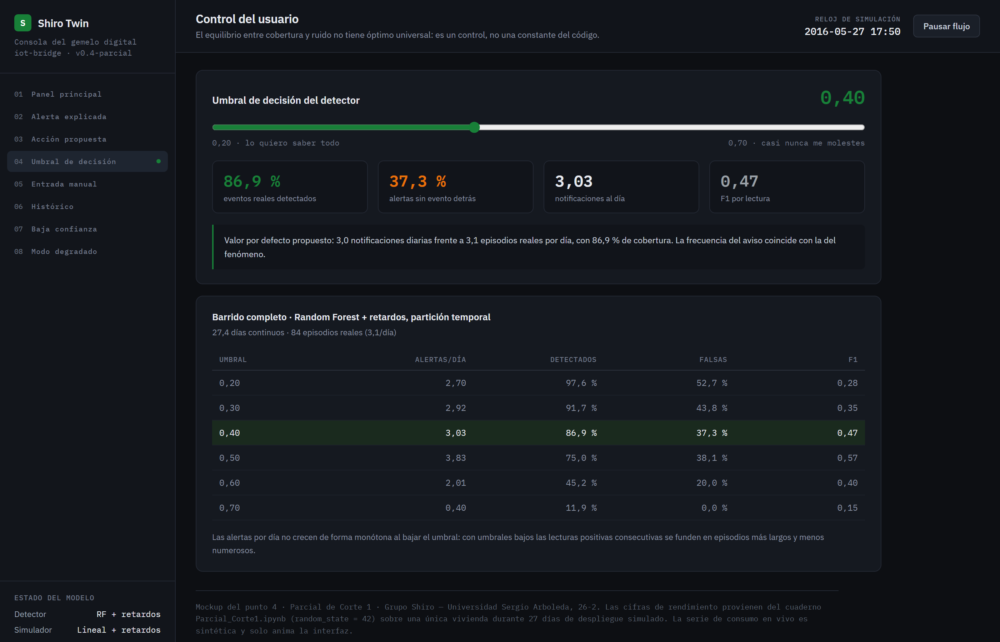 S Shiro Twin
Consola del gemelo digital
iot-bridge · v0.4-parcial
01 Panel principal
02 Alerta explicada
03 Acción propuesta
04 Umbral de decisión
05 Entrada manual
06 Histórico
07 Baja confianza
08 Modo degradado
ESTADO DEL MODELO
Detector RF + retardos
Simulador Lineal + retardos
Control del usuario
El equilibrio entre cobertura y ruido no tiene óptimo universal: es un control, no una constante del código.
RELOJ DE SIMULACIÓN
2016-05-27 17:50
Pausar flujo
Umbral de decisión del detector
0,40
0,20 · lo quiero saber todo
0,70 · casi nunca me molestes
86,9 %
eventos reales detectados
37,3 %
alertas sin evento detrás
3,03
notificaciones al día
0,47
F1 por lectura
Valor por defecto propuesto: 3,0 notificaciones diarias frente a 3,1 episodios reales por día, con 86,9 % de cobertura. La frecuencia del aviso coincide con la del
fenómeno.
Barrido completo · Random Forest + retardos, partición temporal
27,4 días continuos · 84 episodios reales (3,1/día)
UMBRAL ALERTAS/DÍA DETECTADOS FALSAS F1
0,20 2,70 97,6 % 52,7 % 0,28
0,30 2,92 91,7 % 43,8 % 0,35
0,40 3,03 86,9 % 37,3 % 0,47
0,50 3,83 75,0 % 38,1 % 0,57
0,60 2,01 45,2 % 20,0 % 0,40
0,70 0,40 11,9 % 0,0 % 0,15
Las alertas por día no crecen de forma monótona al bajar el umbral: con umbrales bajos las lecturas positivas consecutivas se funden en episodios más largos y menos
numerosos.
Mockup del punto 4 · Parcial de Corte 1 · Grupo Shiro — Universidad Sergio Arboleda, 26-2. Las cifras de rendimiento provienen del cuaderno
Parcial_Corte1.ipynb (random_state = 42) sobre una única vivienda durante 27 días de despliegue simulado. La serie de consumo en vivo es
sintética y solo anima la interfaz.